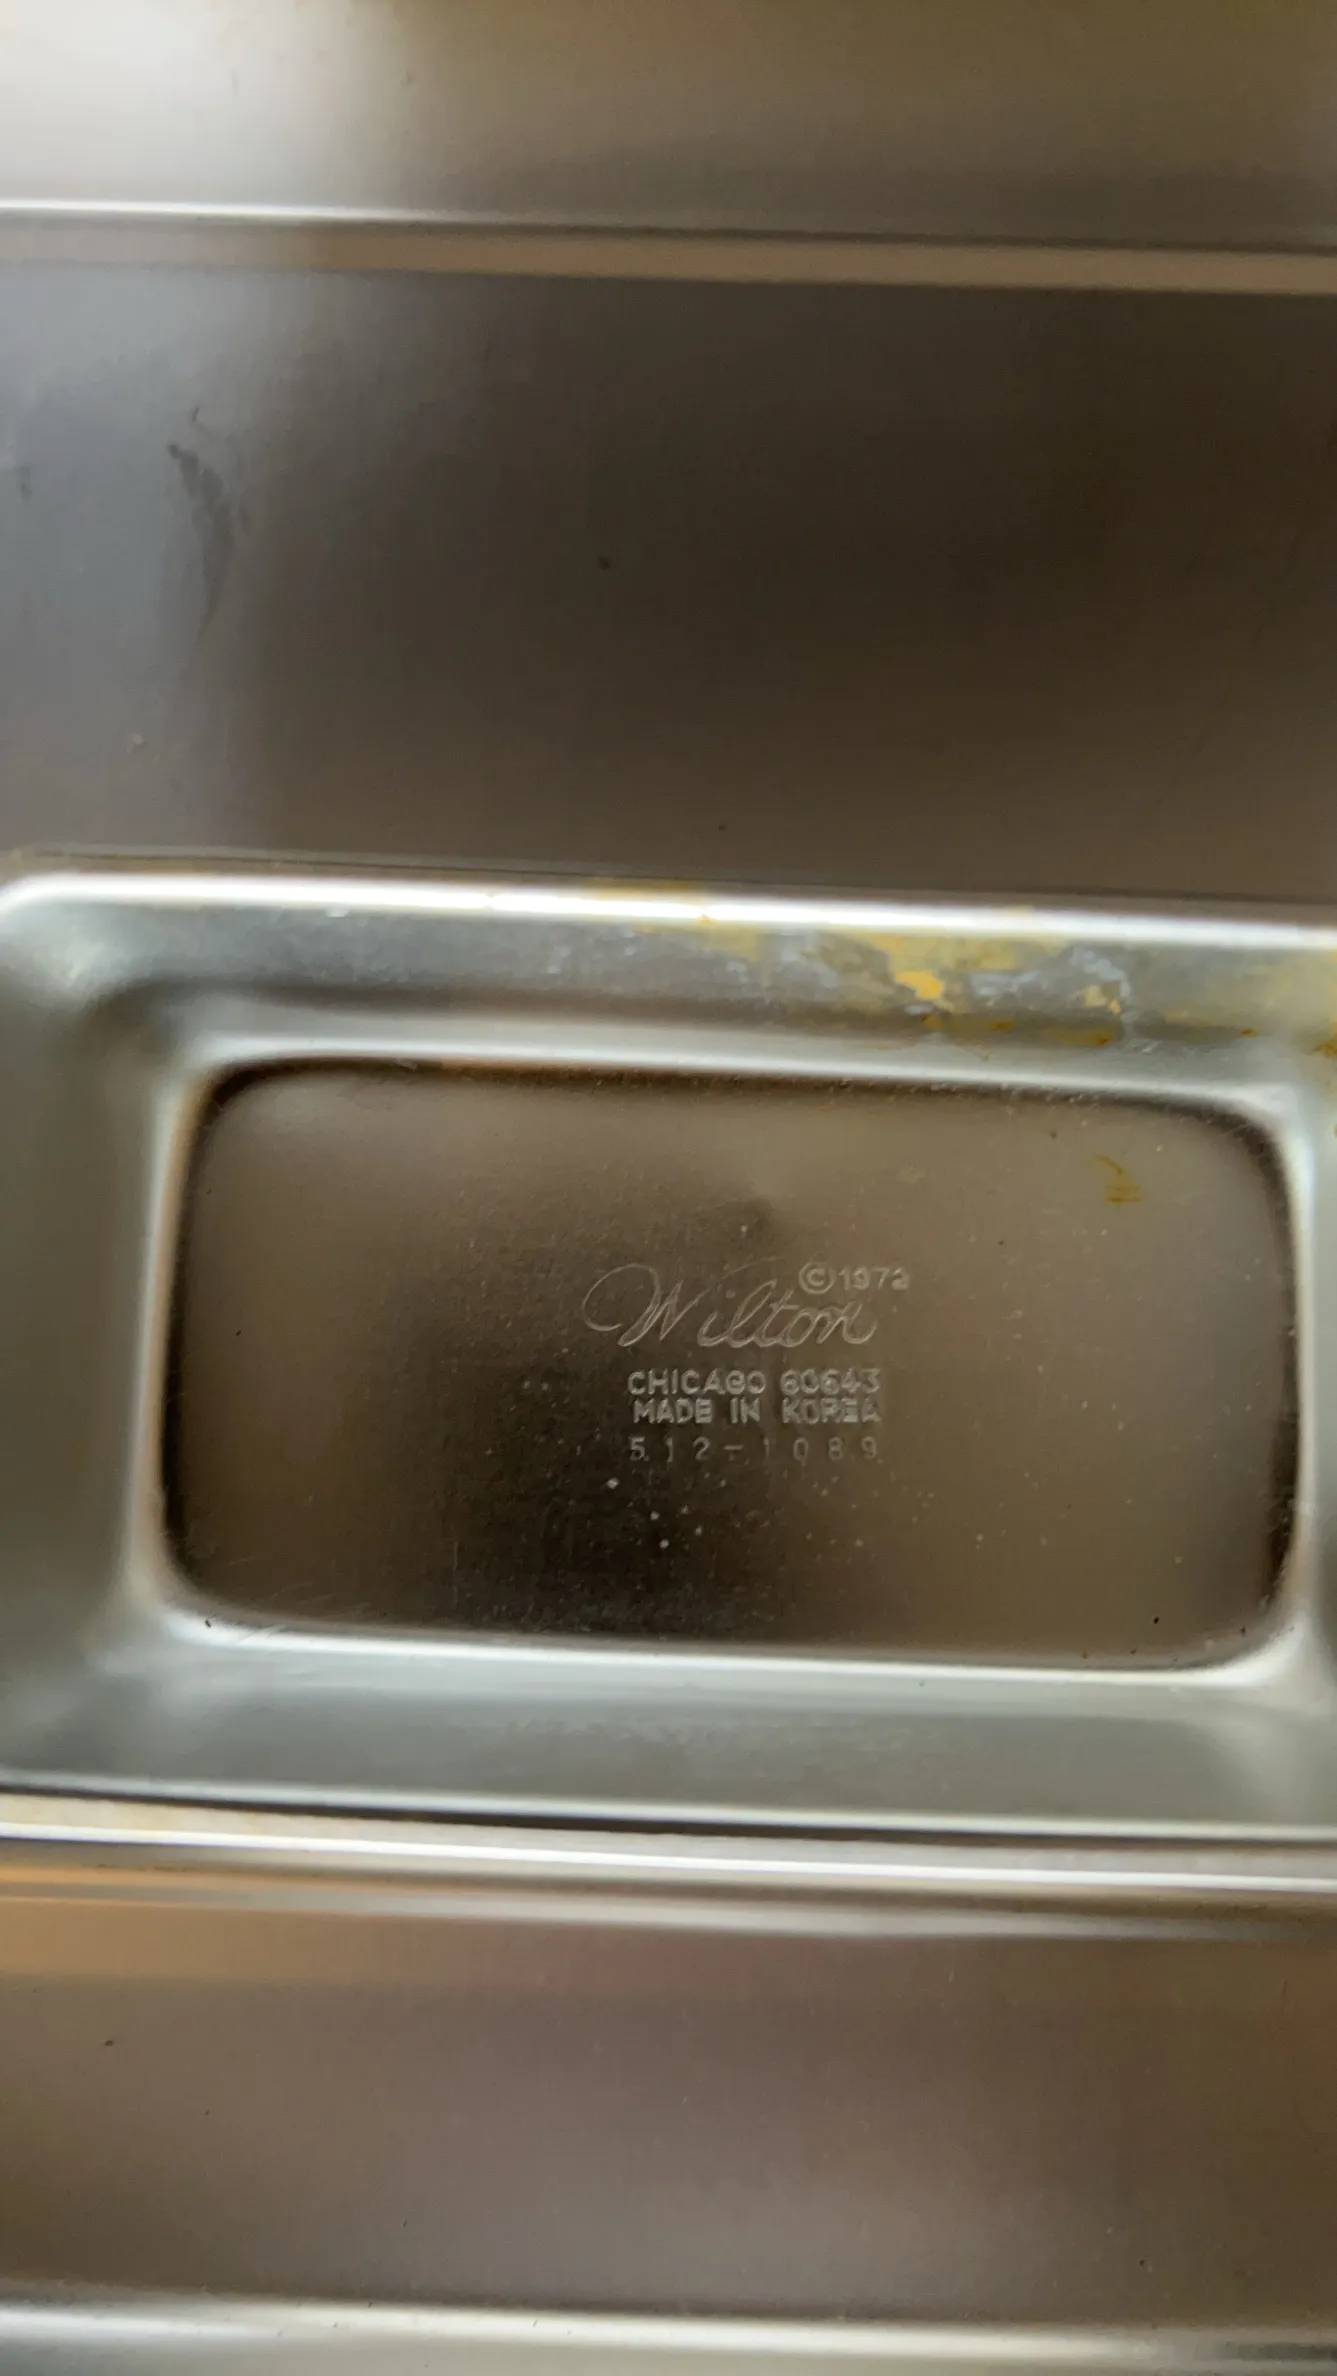 ©1972
Wilton
CHICAGO 60643
MADE IN KOREA
512-1089